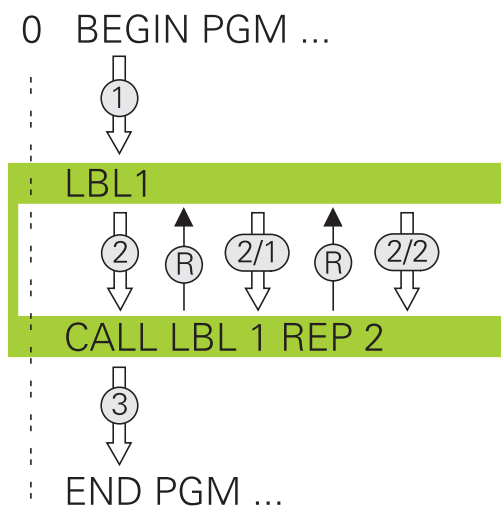 0 BEGIN PGM ...
1
LBL1
2 R 2/1 R 2/2
CALL LBL 1 REP 2
3
END PGM ...